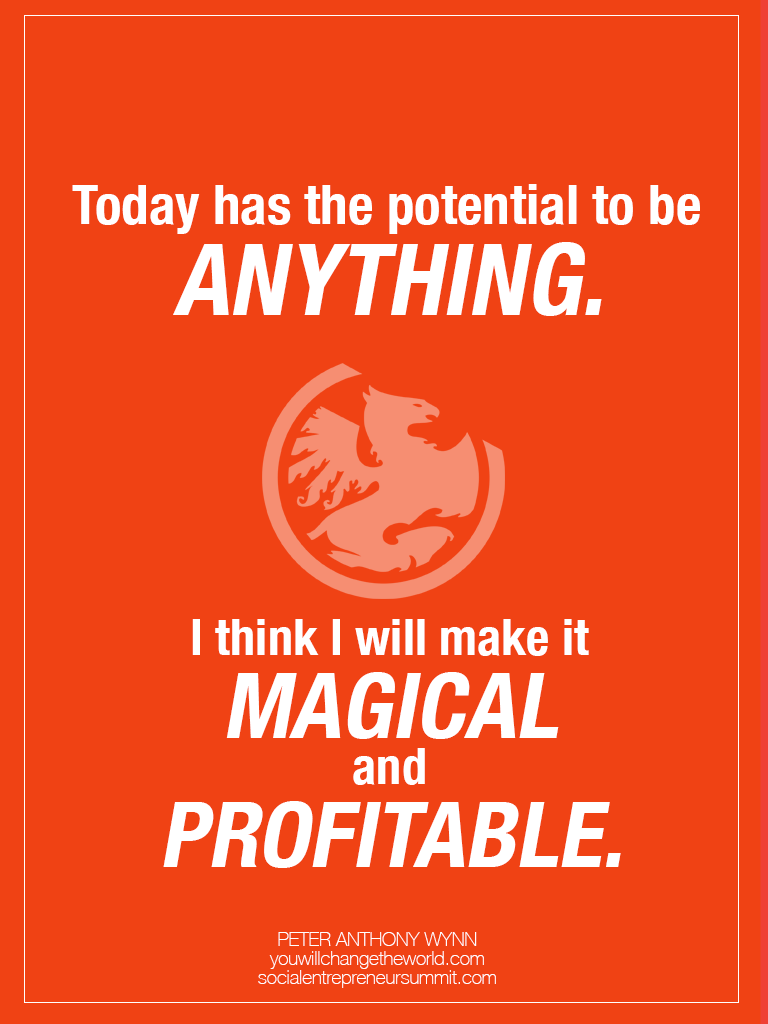 Today has the potential to be
ANYTHING.
I think I will make it
MAGICAL
and
PROFITABLE.
PETER ANTHONY WYNN
youwillchangetheworld.com
socialentrepreneursummit.com